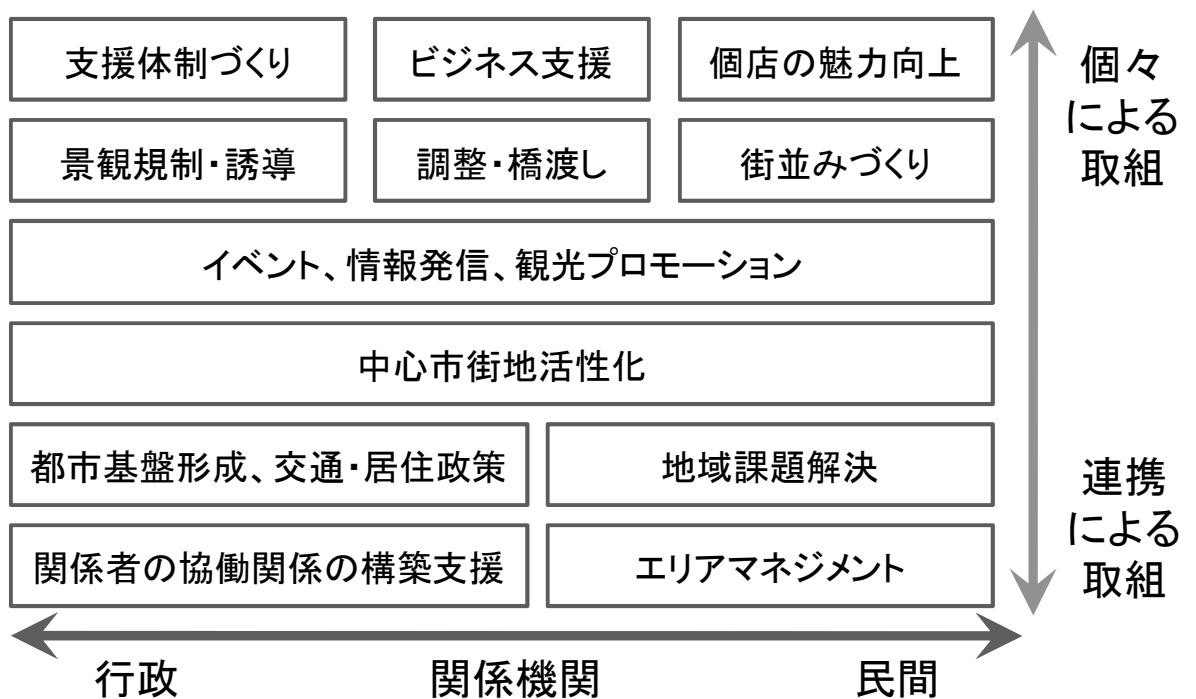 支援体制づくり
ビジネス支援
個店の魅力向上
景観規制・誘導
調整・橋渡し
街並みづくり
イベント、情報発信、観光プロモーション
中心市街地活性化
都市基盤形成、交通・居住政策
地域課題解決
関係者の協働関係の構築支援
エリアマネジメント
個々
による
取組
連携
による
取組
行政
関係機関
民間